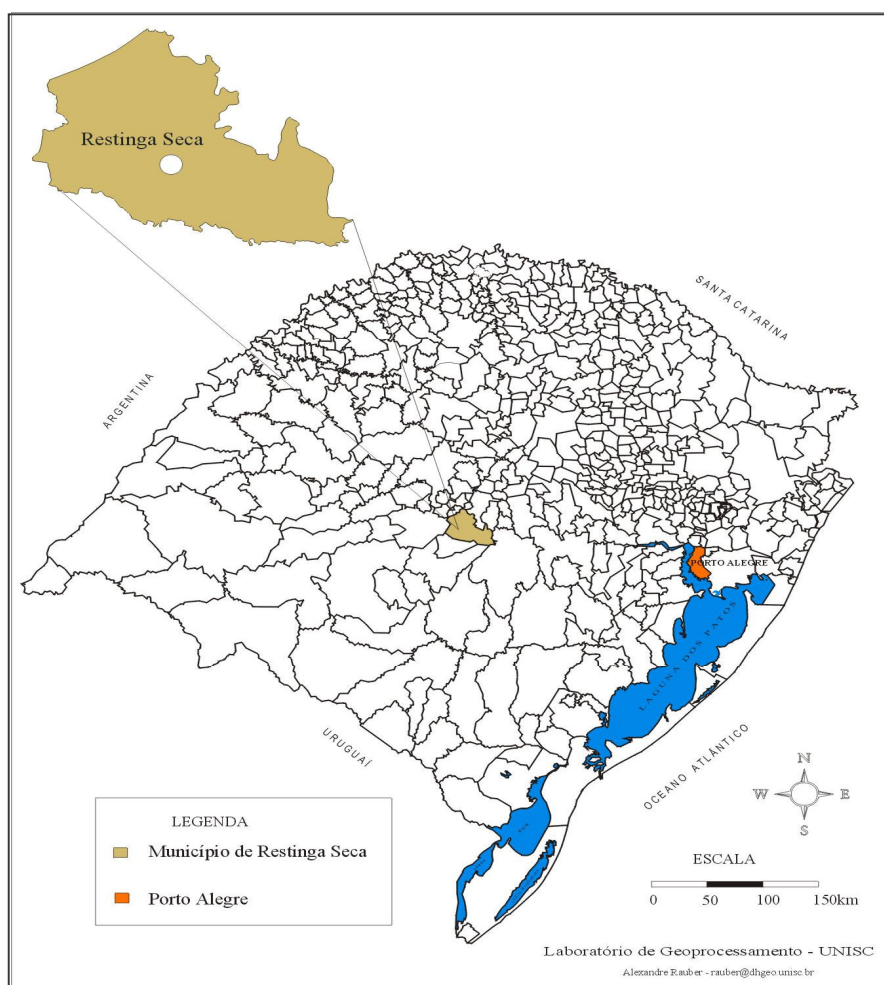 Restinga Seca
SANTA CATARINA
ARGENTINA
PORTO ALEGRE
LAGUNA DOS PATOS
URUGUAÍ
OCEANO ATLÂNTICO
N
W E
S
LEGENDA
Município de Restinga Seca
Porto Alegre
ESCALA
0 50 100 150km
Laboratório de Geoprocessamento - UNISC
Alexandre Rauber - rauber@dhgeo.unisc.br